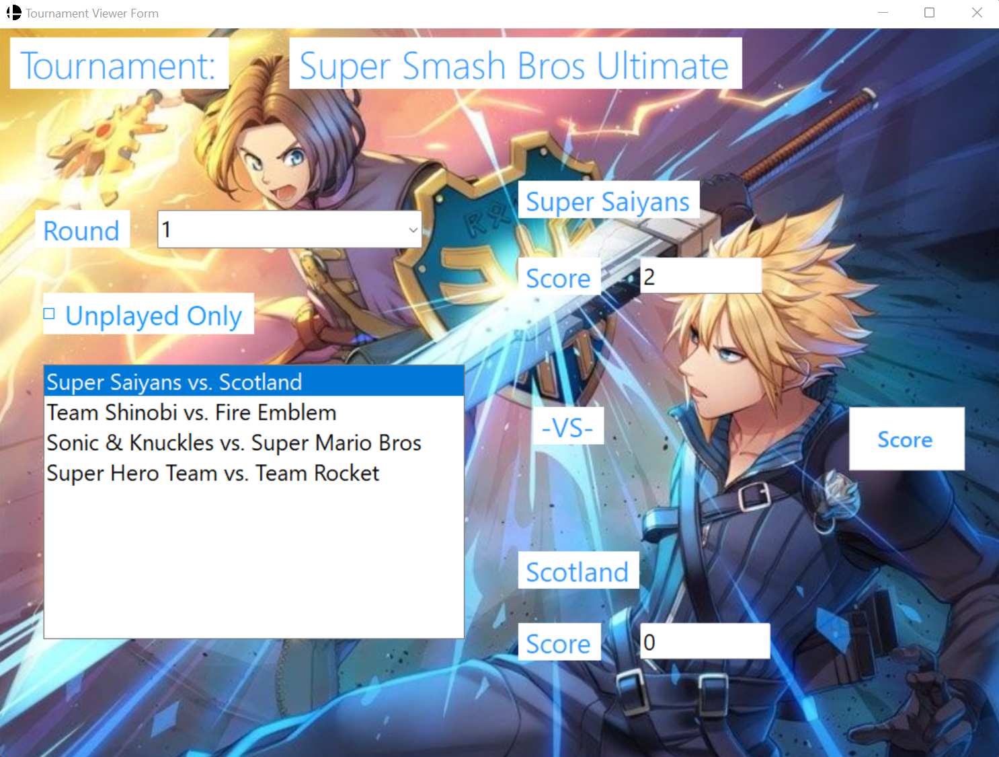 Tournament Viewer Form
Tournament: Super Smash Bros Ultimate
Super Saiyans
Round 1
Score 2
Unplayed Only
Super Saiyans vs. Scotland
Team Shinobi vs. Fire Emblem
Sonic & Knuckles vs. Super Mario Bros
Super Hero Team vs. Team Rocket
-VS-
Score
Scotland
Score 0